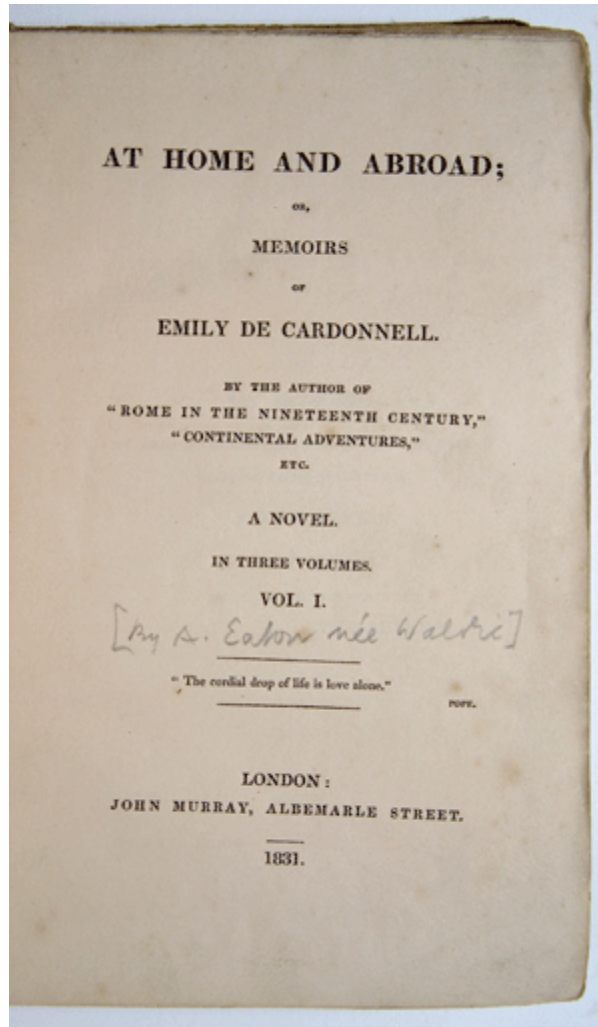 AT HOME AND ABROAD;
OR,
MEMOIRS
OF
EMILY DE CARDONNELL.
BY THE AUTHOR OF
"ROME IN THE NINETEENTH CENTURY,"
"CONTINENTAL ADVENTURES,"
ETC.
A NOVEL.
IN THREE VOLUMES.
VOL. I.
[By A. Eaton née Waldie]
"The cordial drop of life is love alone."
POPE.
LONDON:
JOHN MURRAY, ALBEMARLE STREET.
1831.